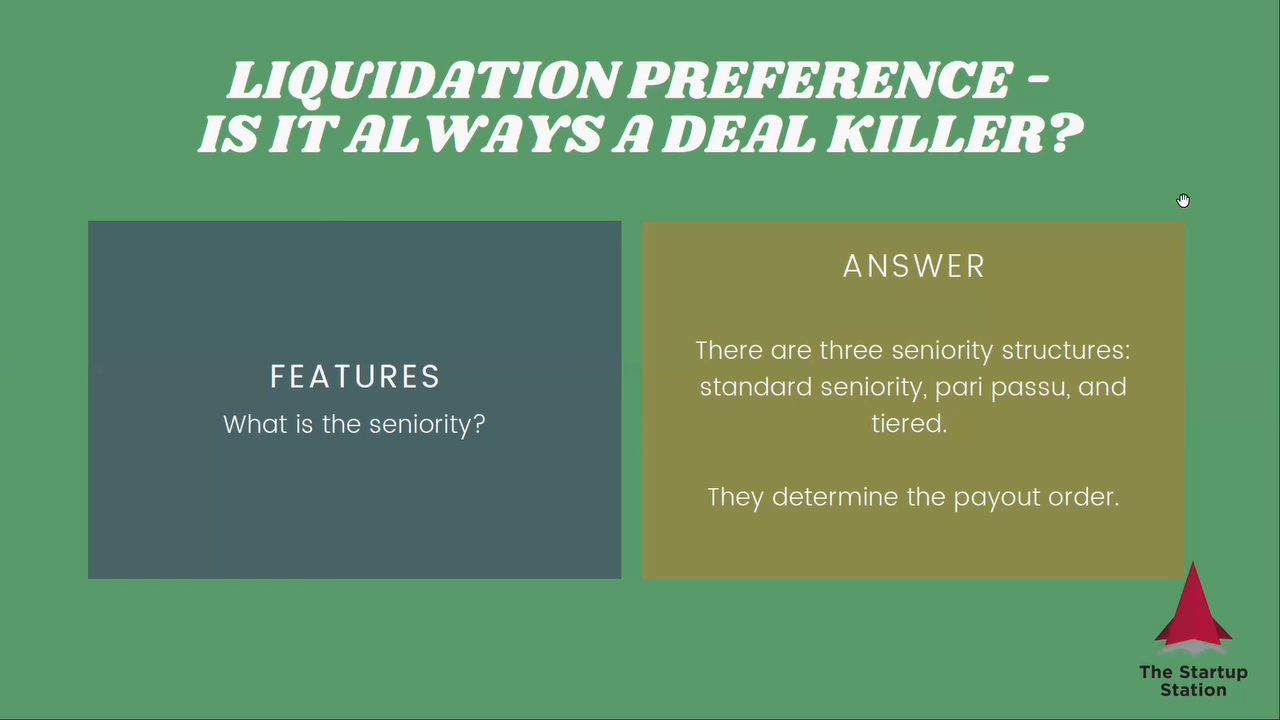 LIQUIDATION PREFERENCE -
IS IT ALWAYS A DEAL KILLER?
FEATURES
What is the seniority?
ANSWER
There are three seniority structures:
standard seniority, pari passu, and
tiered.
They determine the payout order.
The Startup
Station